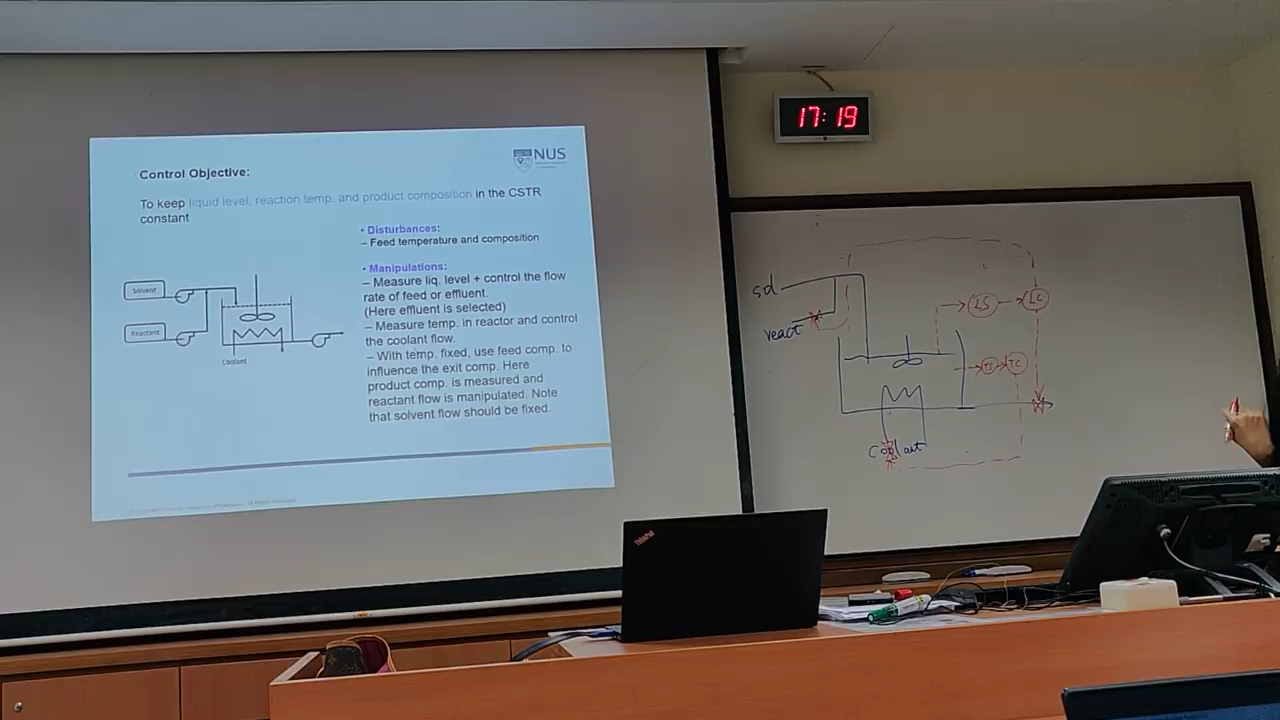 Control Objective:
NUS
To keep liquid level, reaction temp. and product composition in the CSTR
constant
• Disturbances:
– Feed temperature and composition
• Manipulations:
– Measure liq. level + control the flow
rate of feed or effluent.
(Here effluent is selected)
– Measure temp. in reactor and control
the coolant flow.
– With temp. fixed, use feed comp. to
influence the exit comp. Here
product comp. is measured and
reactant flow is manipulated. Note
that solvent flow should be fixed.
Solvent
Reactant
Coolant
17:19
react
LS
LC
TS
TC
coolant
ThinkPad